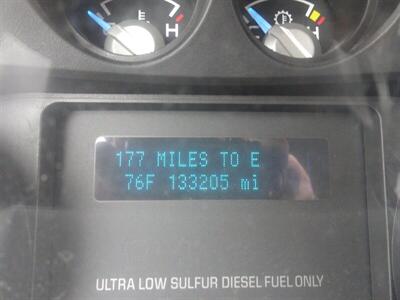 H
H
177 MILES TO E
76F 133205 mi
ULTRA LOW SULFUR DIESEL FUEL ONLY